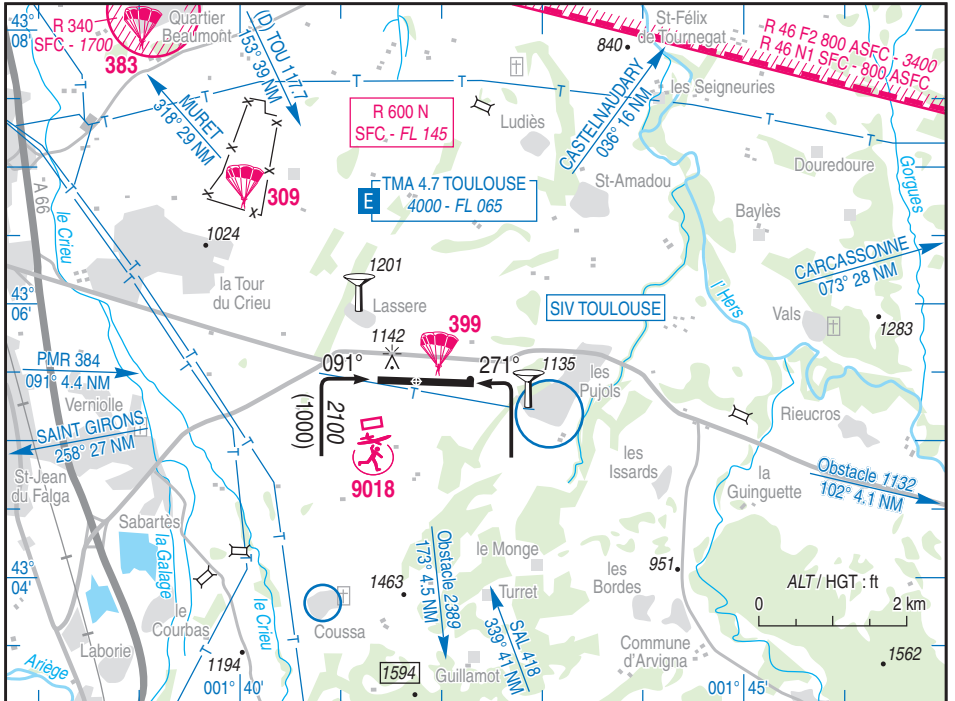 43°
08'
R 340
SFC - 1700
383
Quartier
Beaumont
(D) TOU 117.7
153° 39 NM
MURET
318° 29 NM
R 600 N
SFC - FL 145
St-Félix
de Tournegat
840
R 46 F2 800 ASFC - 3400
R 46 N1 SFC - 800 ASFC
les Seigneuries
CASTELNAUDARY
036° 16 NM
Ludiès
Douredoure
Gorgues
309
E
TMA 4.7 TOULOUSE
4000 - FL 065
St-Amadou
Baylès
A 66
le Crieu
1024
la Tour
du Crieu
CARCASSONNE
073° 28 NM
43°
06'
1201
Lassere
SIV TOULOUSE
l' Hers
Vals
1283
1142
399
091°
271°
1135
les
Pujols
PMR 384
091° 4.4 NM
Verniolle
2100
(1000)
9018
Rieucros
SAINT GIRONS
258° 27 NM
St-Jean
du Falga
les
Issards
la
Guinguette
Obstacle 1132
102° 4.1 NM
Sabartès
la Galage
43°
04'
le
Courbas
le Crieu
1463
Coussa
Obstacle 2389
173° 4.5 NM
le Monge
Turret
SAL 418
339° 41 NM
951
les
Bordes
ALT / HGT : ft
0
2 km
Laborie
Ariège
1194
1594
Guillamot
Commune
d'Arvigna
1562
001°
40'
001°
45'